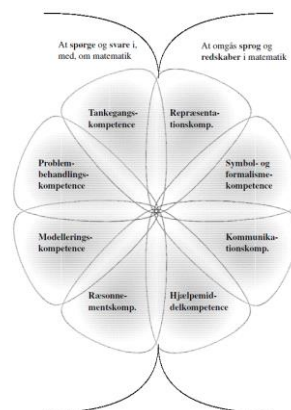 At spørge og svare i,
med, om matematik
At omgås sprog og
redskaber i matematik
Tankegangs-
kompetence
Repræsenta-
tionskomp.
Problem-
behandlings-
kompetence
Symbol- og
formalisme-
kompetence
Modellerings-
kompetence
Kommunika-
tionskomp.
Ræsonne-
mentskomp.
Hjælpemid-
delkompetence